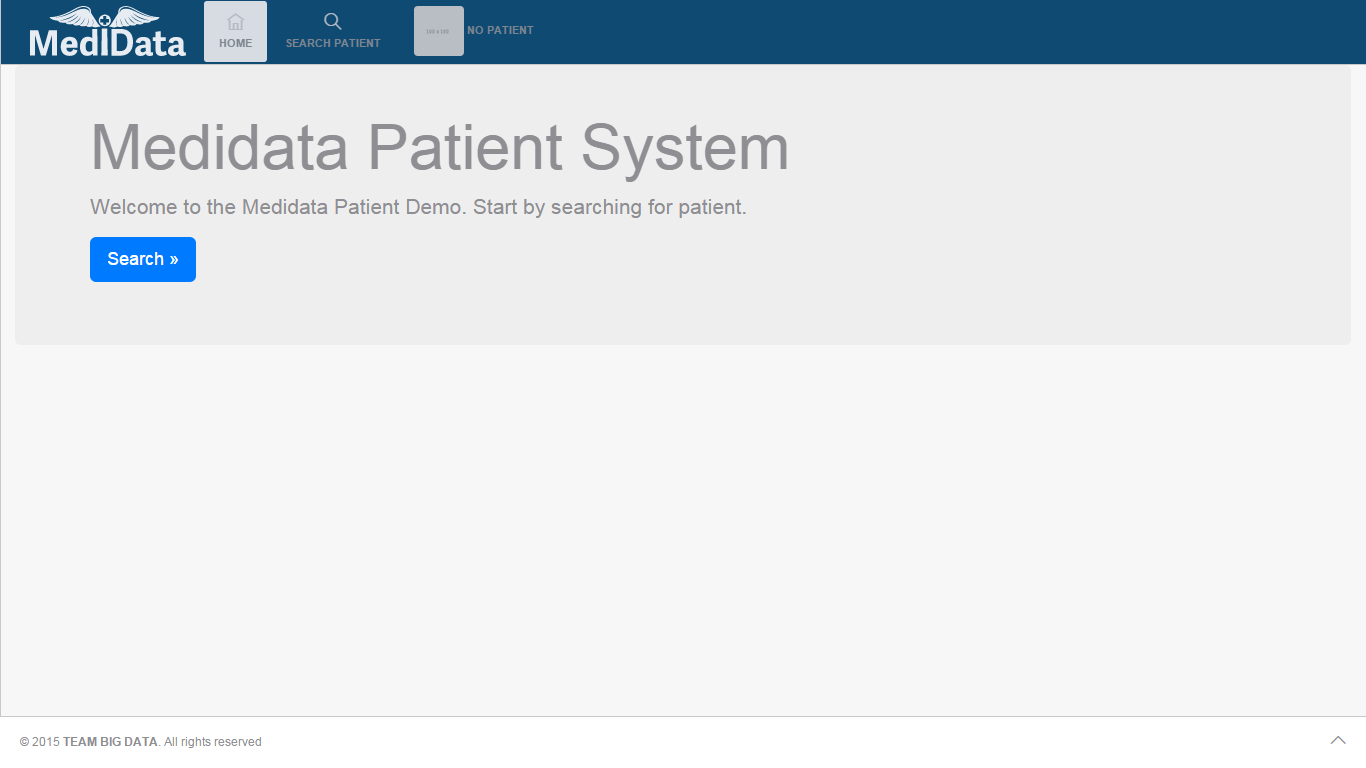 MedIData
HOME
SEARCH PATIENT
100 x 100
NO PATIENT
Medidata Patient System
Welcome to the Medidata Patient Demo. Start by searching for patient.
Search »
© 2015 TEAM BIG DATA. All rights reserved